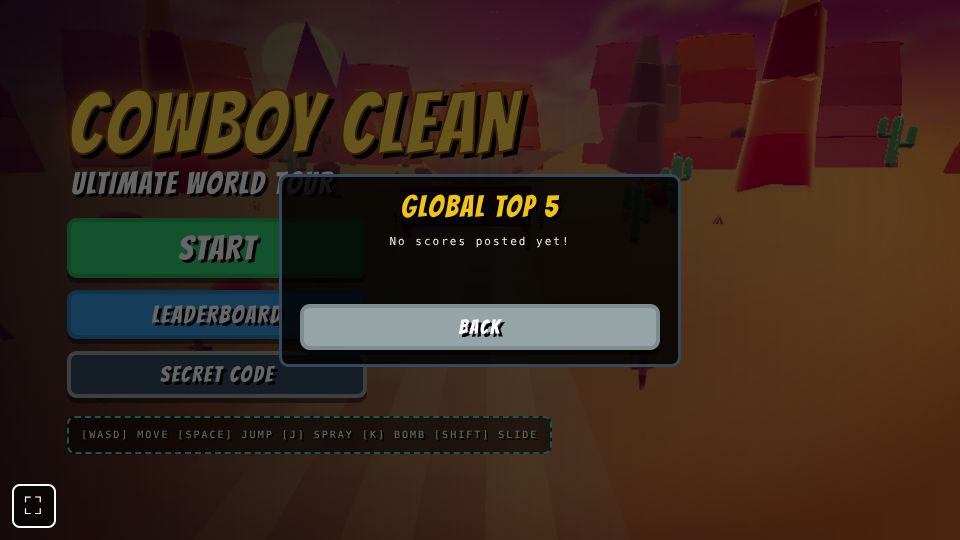 COWBOY CLEAN
ULTIMATE WORLD TOUR
START
LEADERBOARD
SECRET CODE
[WASD] MOVE [SPACE] JUMP [J] SPRAY [K] BOMB [SHIFT] SLIDE
GLOBAL TOP 5
No scores posted yet!
BACK